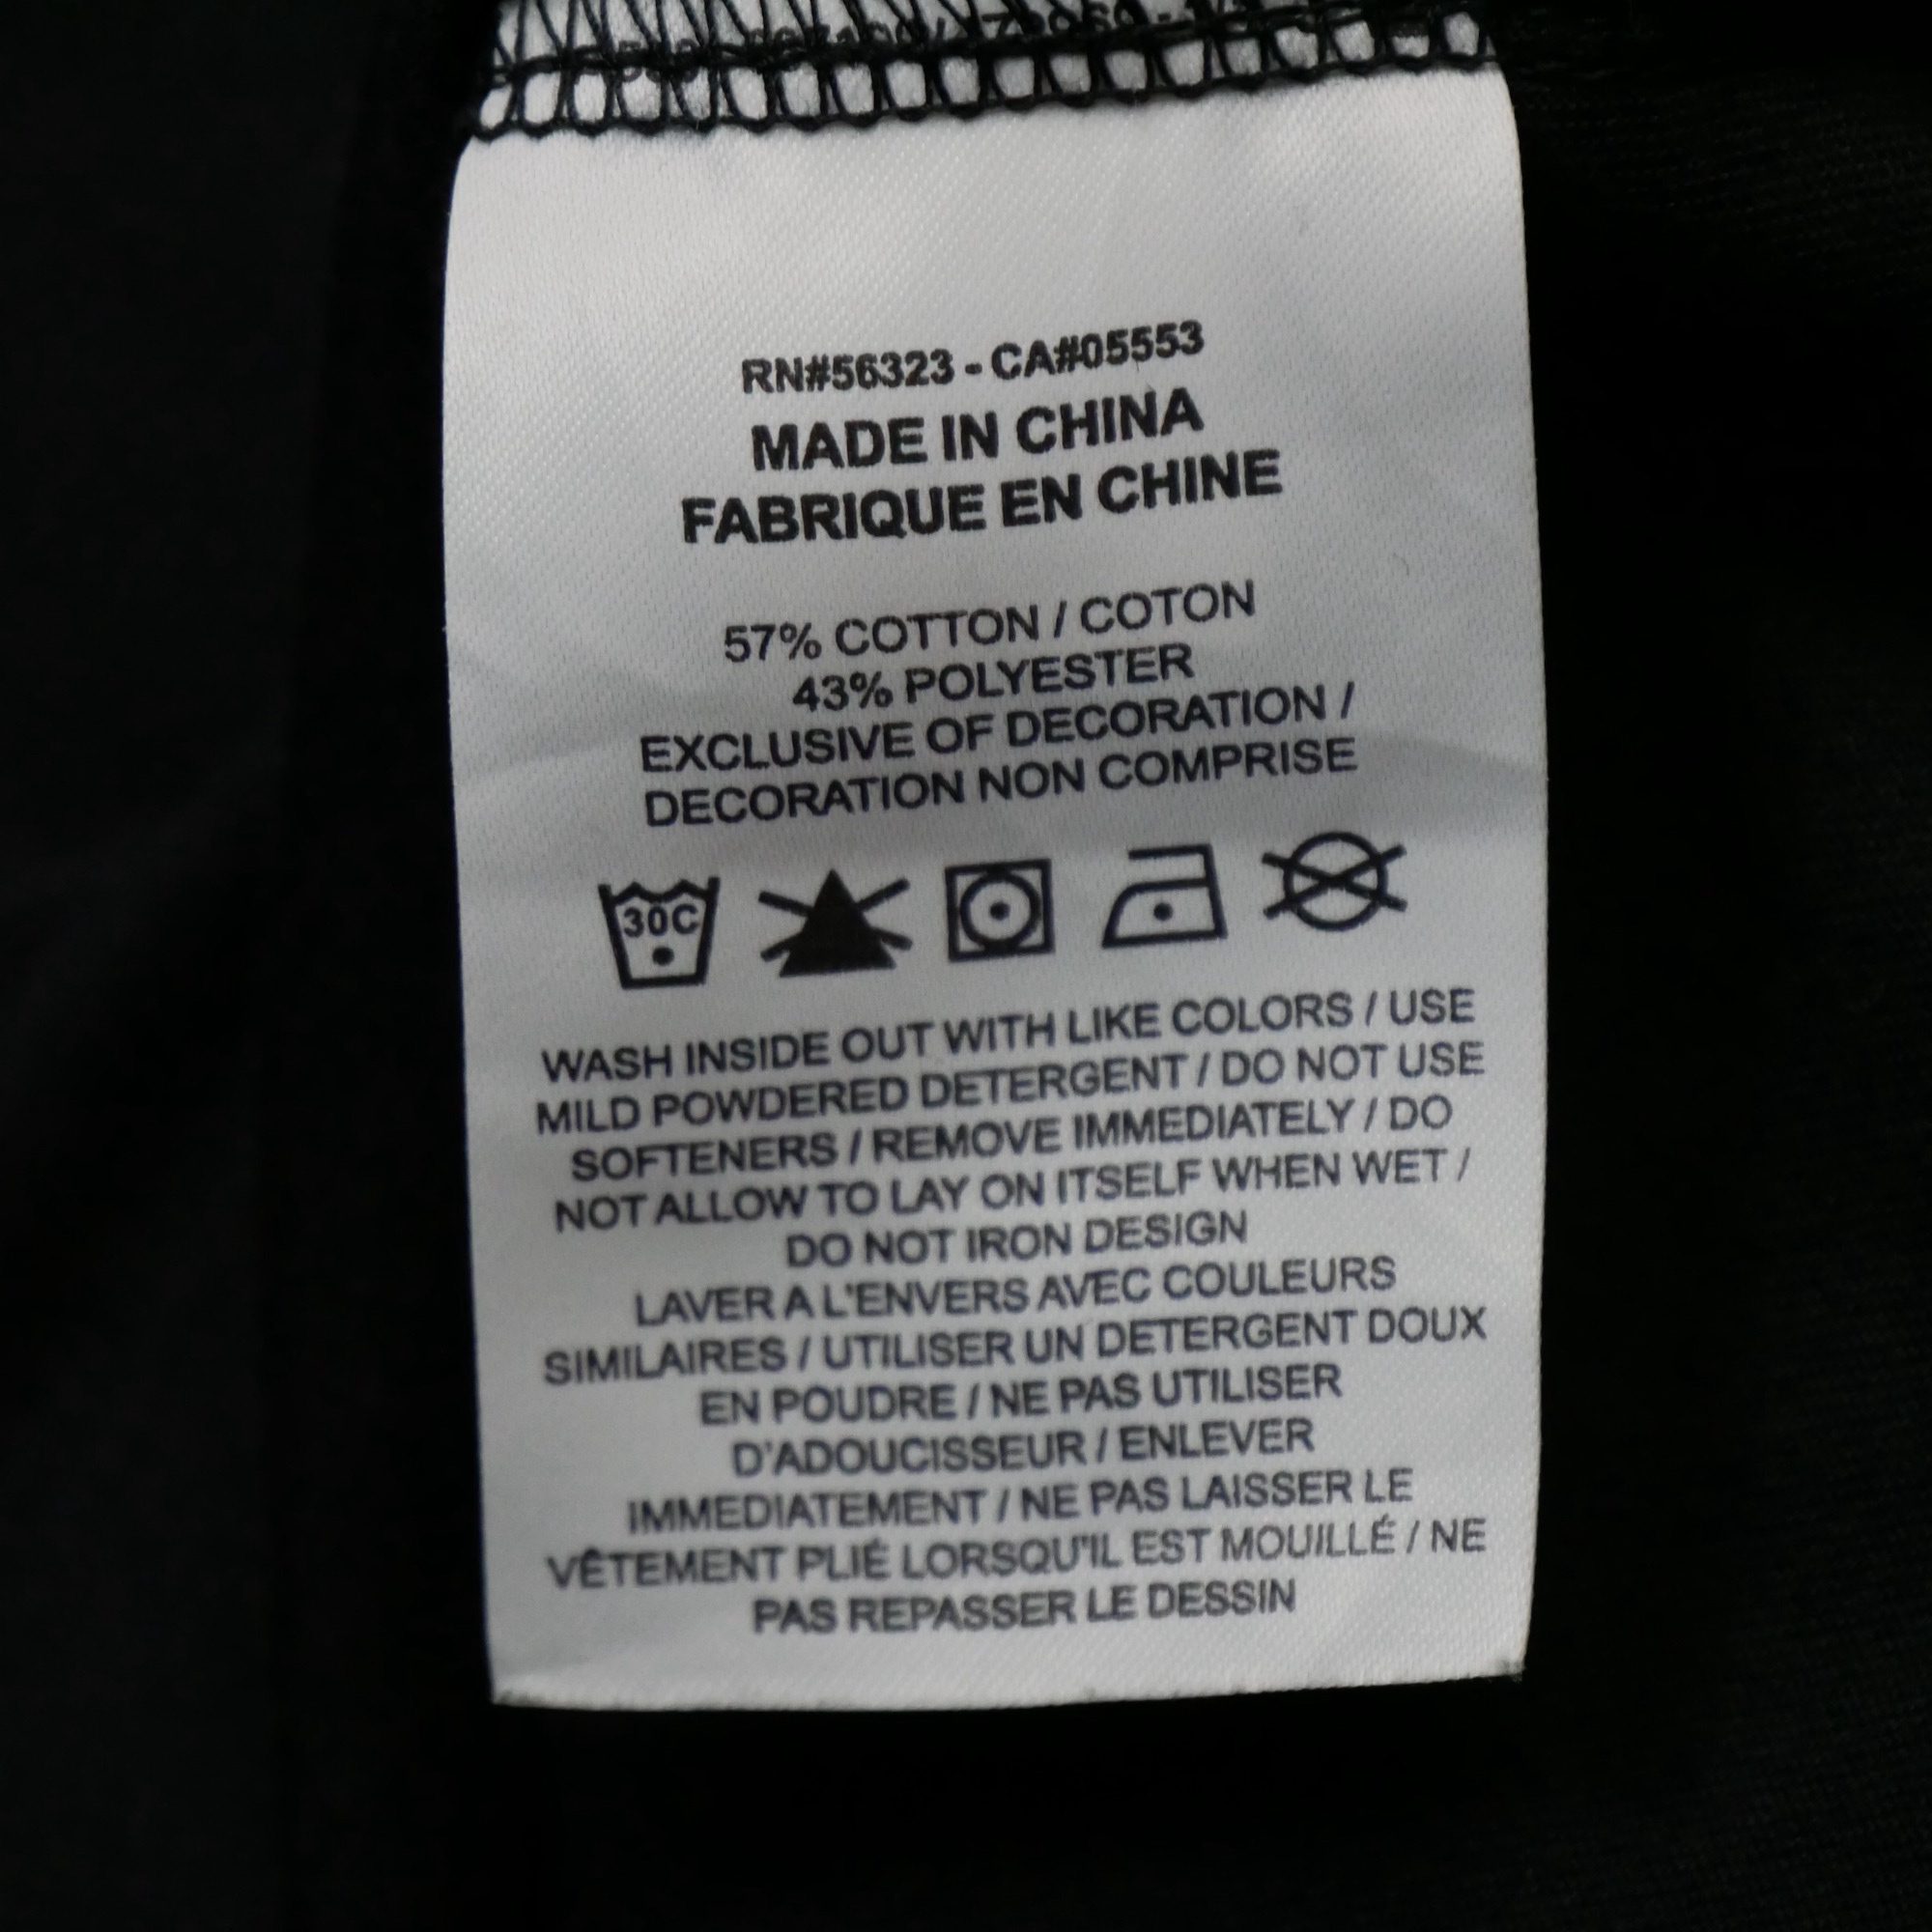 RN#56323 - CA#05553
MADE IN CHINA
FABRIQUE EN CHINE
57% COTTON / COTON
43% POLYESTER
EXCLUSIVE OF DECORATION /
DECORATION NON COMPRISE
30C
WASH INSIDE OUT WITH LIKE COLORS / USE
MILD POWDERED DETERGENT / DO NOT USE
SOFTENERS / REMOVE IMMEDIATELY / DO
NOT ALLOW TO LAY ON ITSELF WHEN WET /
DO NOT IRON DESIGN
LAVER A L'ENVERS AVEC COULEURS
SIMILAIRES / UTILISER UN DETERGENT DOUX
EN POUDRE / NE PAS UTILISER
D'ADOUCISSEUR / ENLEVER
IMMEDIATEMENT / NE PAS LAISSER LE
VÊTEMENT PLIÉ LORSQU'IL EST MOUILLÉ / NE
PAS REPASSER LE DESSIN